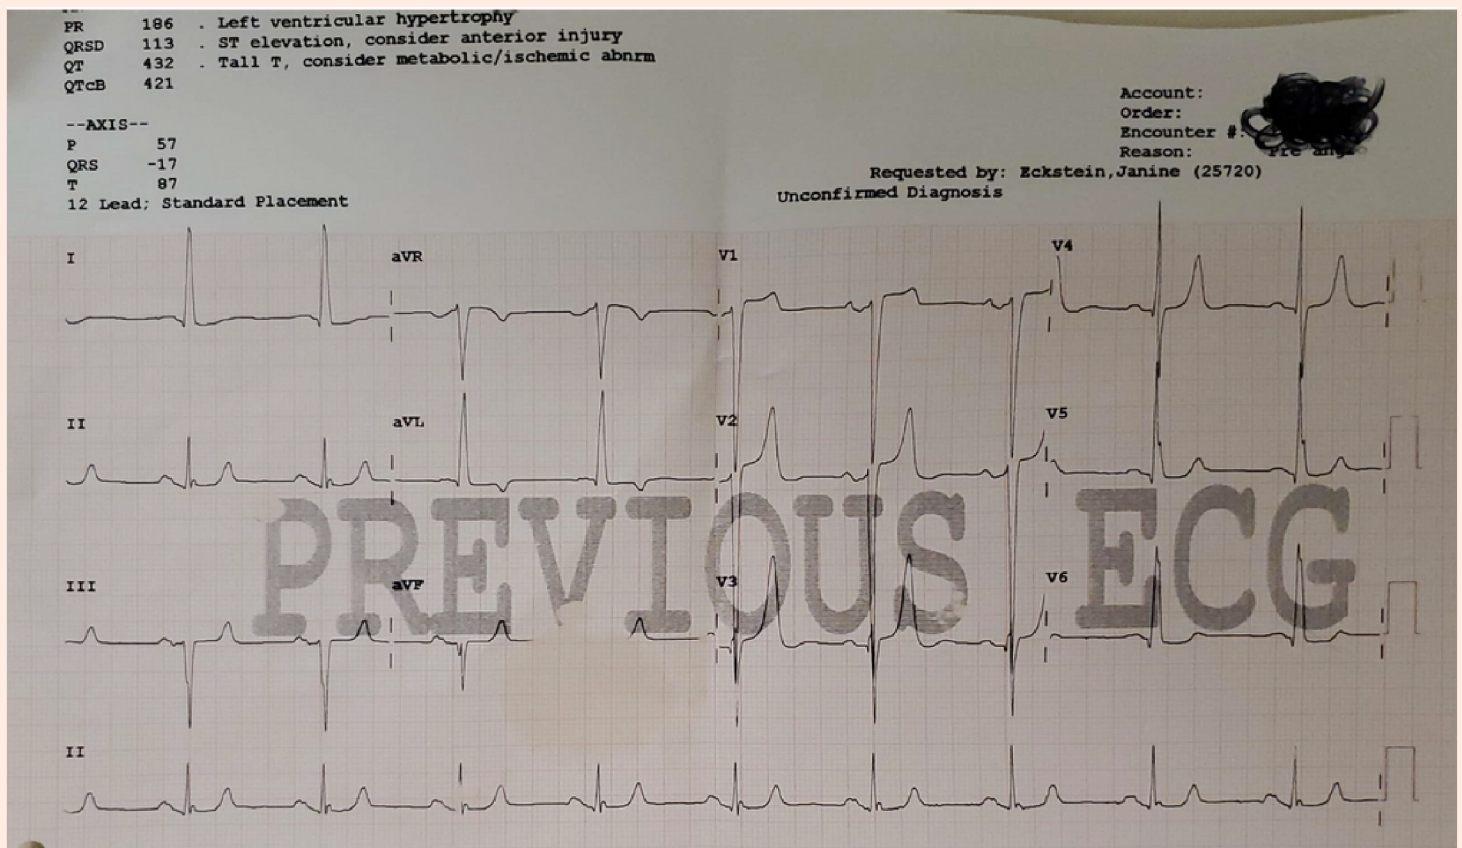 PR 186 . Left ventricular hypertrophy
QRSD 113 . ST elevation, consider anterior injury
QT 432 . Tall T, consider metabolic/ischemic abnrm
QTcB 421
--AXIS--
P 57
QRS -17
T 87
12 Lead; Standard Placement
Account:
Order:
Encounter #:
Reason: Pre
Requested by: Eckstein,Janine (25720)
Unconfirmed Diagnosis
I aVR V1 V4
II aVL V2 V5
III aVF V3 V6
II
PREVIOUS ECG